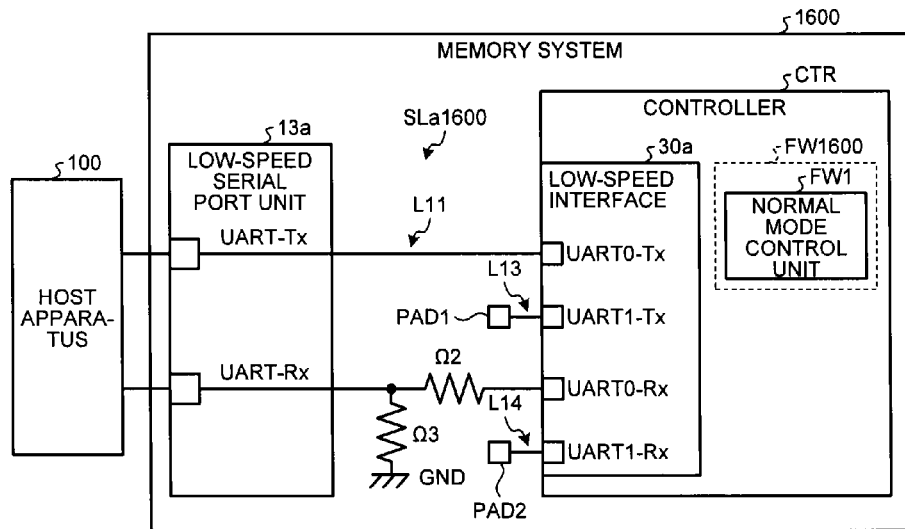 1600
MEMORY SYSTEM
CTR
CONTROLLER
SLa1600
13a
LOW-SPEED
SERIAL
PORT UNIT
30a
LOW-SPEED
INTERFACE
FW1600
FW1
NORMAL
MODE
CONTROL
UNIT
100
HOST
APPARA-
TUS
UART-Tx
L11
UART0-Tx
L13
PAD1
UART1-Tx
UART-Rx
Ω2
UART0-Rx
Ω3
L14
GND
UART1-Rx
PAD2